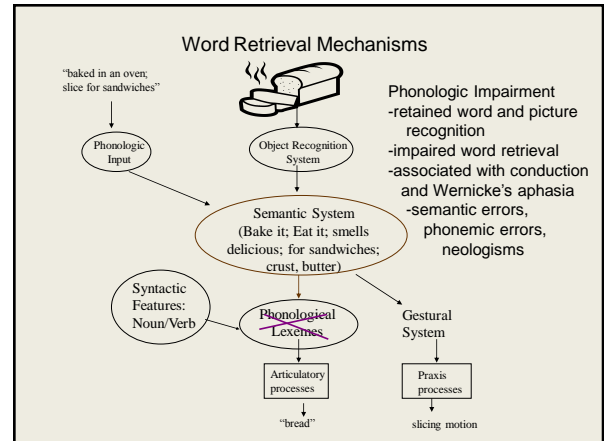 Word Retrieval Mechanisms
“baked in an oven;
slice for sandwiches”
Phonologic
Input
Object Recognition
System
Semantic System
(Bake it; Eat it; smells
delicious; for sandwiches;
crust, butter)
Syntactic
Features:
Noun/Verb
Phonological
Lexemes
Gestural
System
Articulatory
processes
Praxis
processes
“bread”
slicing motion
Phonologic Impairment
-retained word and picture
recognition
-impaired word retrieval
-associated with conduction
and Wernicke’s aphasia
-semantic errors,
phonemic errors,
neologisms